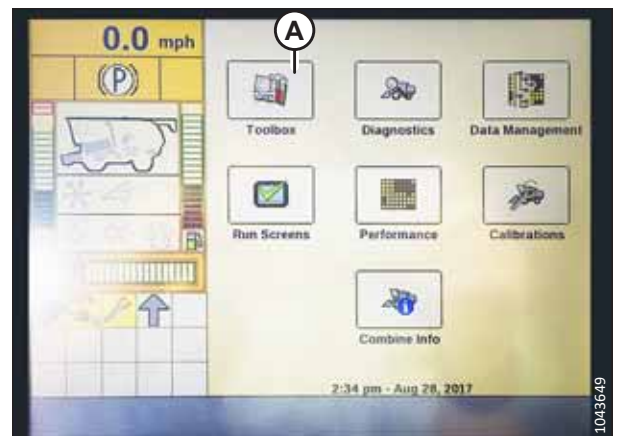 A
0.0 mph
(P)
Toolbox
Diagnostics
Data Management
Run Screens
Performance
Calibrations
Combine Info
2:34 pm - Aug 28, 2017
1043649